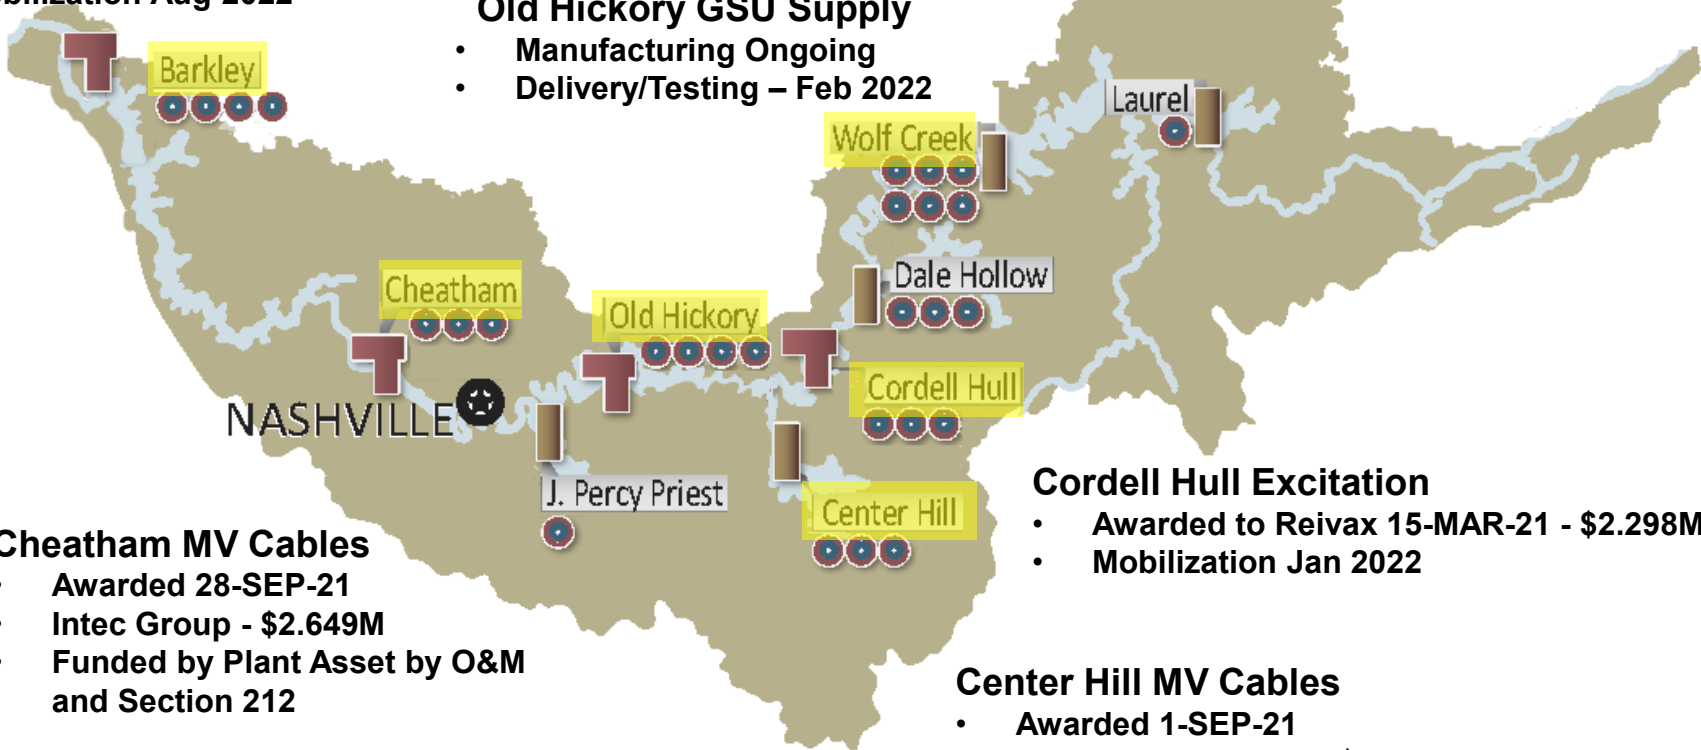 Aug 2022
Old Hickory GSU Supply
• Manufacturing Ongoing
• Delivery/Testing – Feb 2022
Barkley
Laurel
Wolf Creek
Dale Hollow
Cheatham
Old Hickory
Cordell Hull
NASHVILLE
J. Percy Priest
Center Hill
Cordell Hull Excitation
• Awarded to Reivax 15-MAR-21 - $2.298M
• Mobilization Jan 2022
Cheatham MV Cables
• Awarded 28-SEP-21
• Intec Group - $2.649M
• Funded by Plant Asset by O&M
and Section 212
Center Hill MV Cables
• Awarded 1-SEP-21